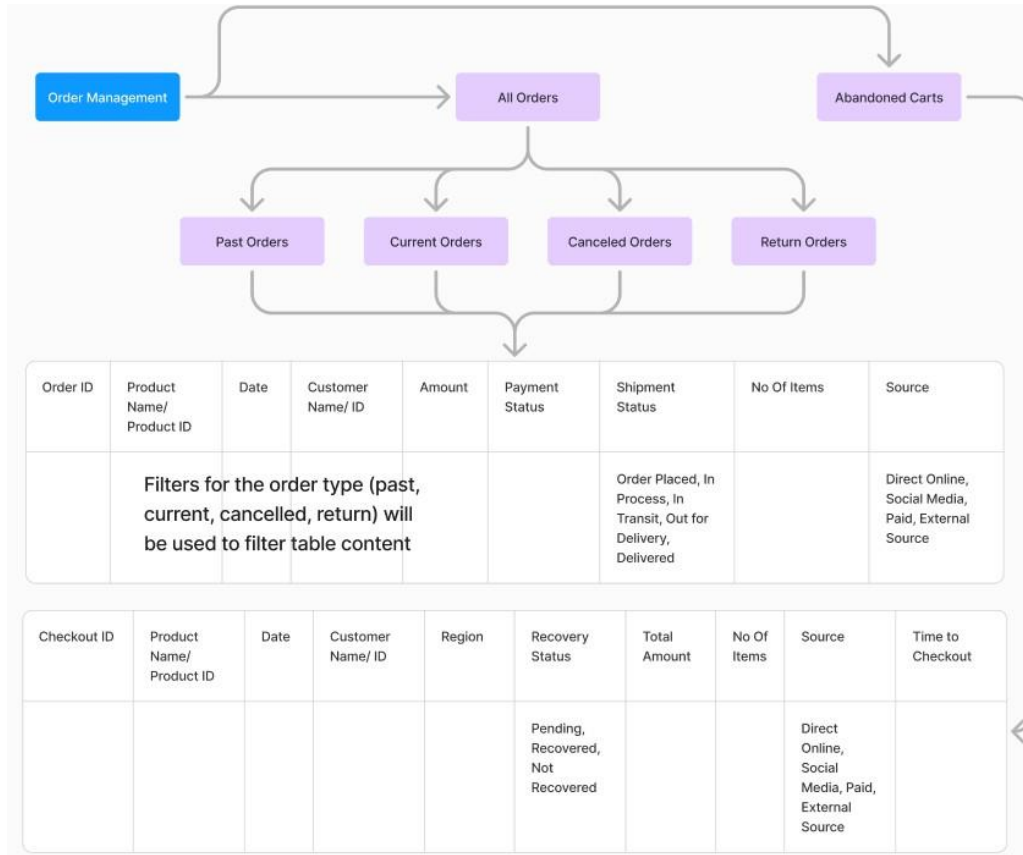 Order Management
All Orders
Abandoned Carts
Past Orders
Current Orders
Canceled Orders
Return Orders
Order ID
Product
Name/
Product ID
Date
Customer
Name/ ID
Amount
Payment
Status
Shipment
Status
No Of Items
Source
Filters for the order type (past,
current, cancelled, return) will
be used to filter table content
Order Placed, In
Process, In
Transit, Out for
Delivery,
Delivered
Direct Online,
Social Media,
Paid, External
Source
Checkout ID
Product
Name/
Product ID
Date
Customer
Name/ ID
Region
Recovery
Status
Total
Amount
No Of
Items
Source
Time to
Checkout
Pending,
Recovered,
Not
Recovered
Direct
Online,
Social
Media, Paid,
External
Source